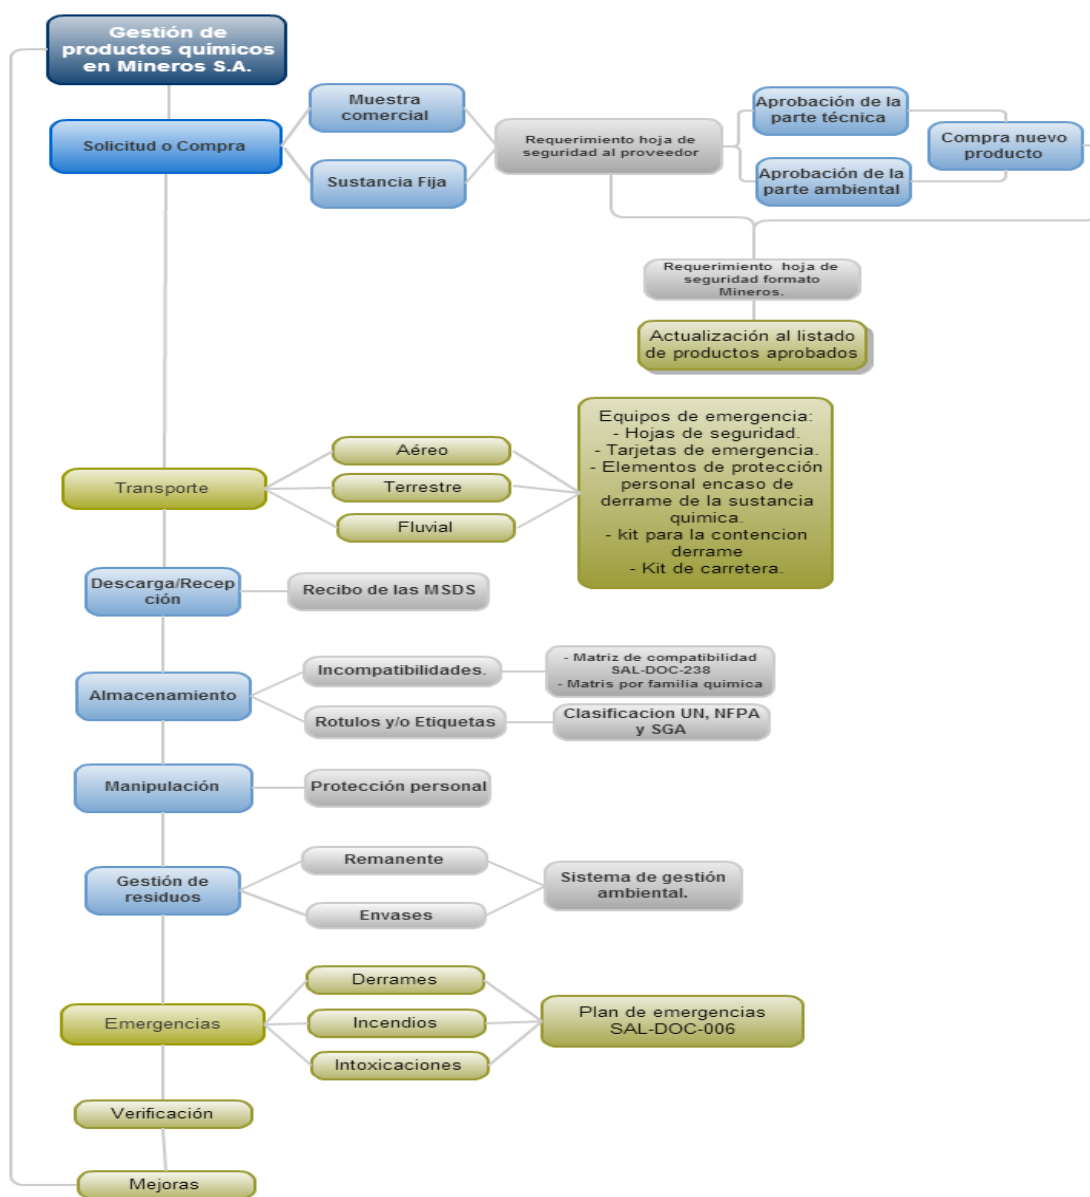 Gestión de
productos químicos
en Mineros S.A.
Solicitud o Compra
Muestra
comercial
Sustancia Fija
Requerimiento hoja de
seguridad al proveedor
Aprobación de la
parte técnica
Aprobación de la
parte ambiental
Compra nuevo
producto
Requerimiento hoja de
seguridad formato
Mineros.
Actualización al listado
de productos aprobados
Transporte
Aéreo
Terrestre
Fluvial
Equipos de emergencia:
- Hojas de seguridad.
- Tarjetas de emergencia.
- Elementos de protección
personal encaso de
derrame de la sustancia
quimica.
- kit para la contencion
derrame
- Kit de carretera.
Descarga/Recep
ción
Recibo de las MSDS
Almacenamiento
Incompatibilidades.
- Matriz de compatibilidad
SAL-DOC-238
- Matris por familia quimica
Rotulos y/o Etiquetas
Clasificacion UN, NFPA
y SGA
Manipulación
Protección personal
Gestión de
residuos
Remanente
Envases
Sistema de gestión
ambiental.
Emergencias
Derrames
Incendios
Intoxicaciones
Plan de emergencias
SAL-DOC-006
Verificación
Mejoras